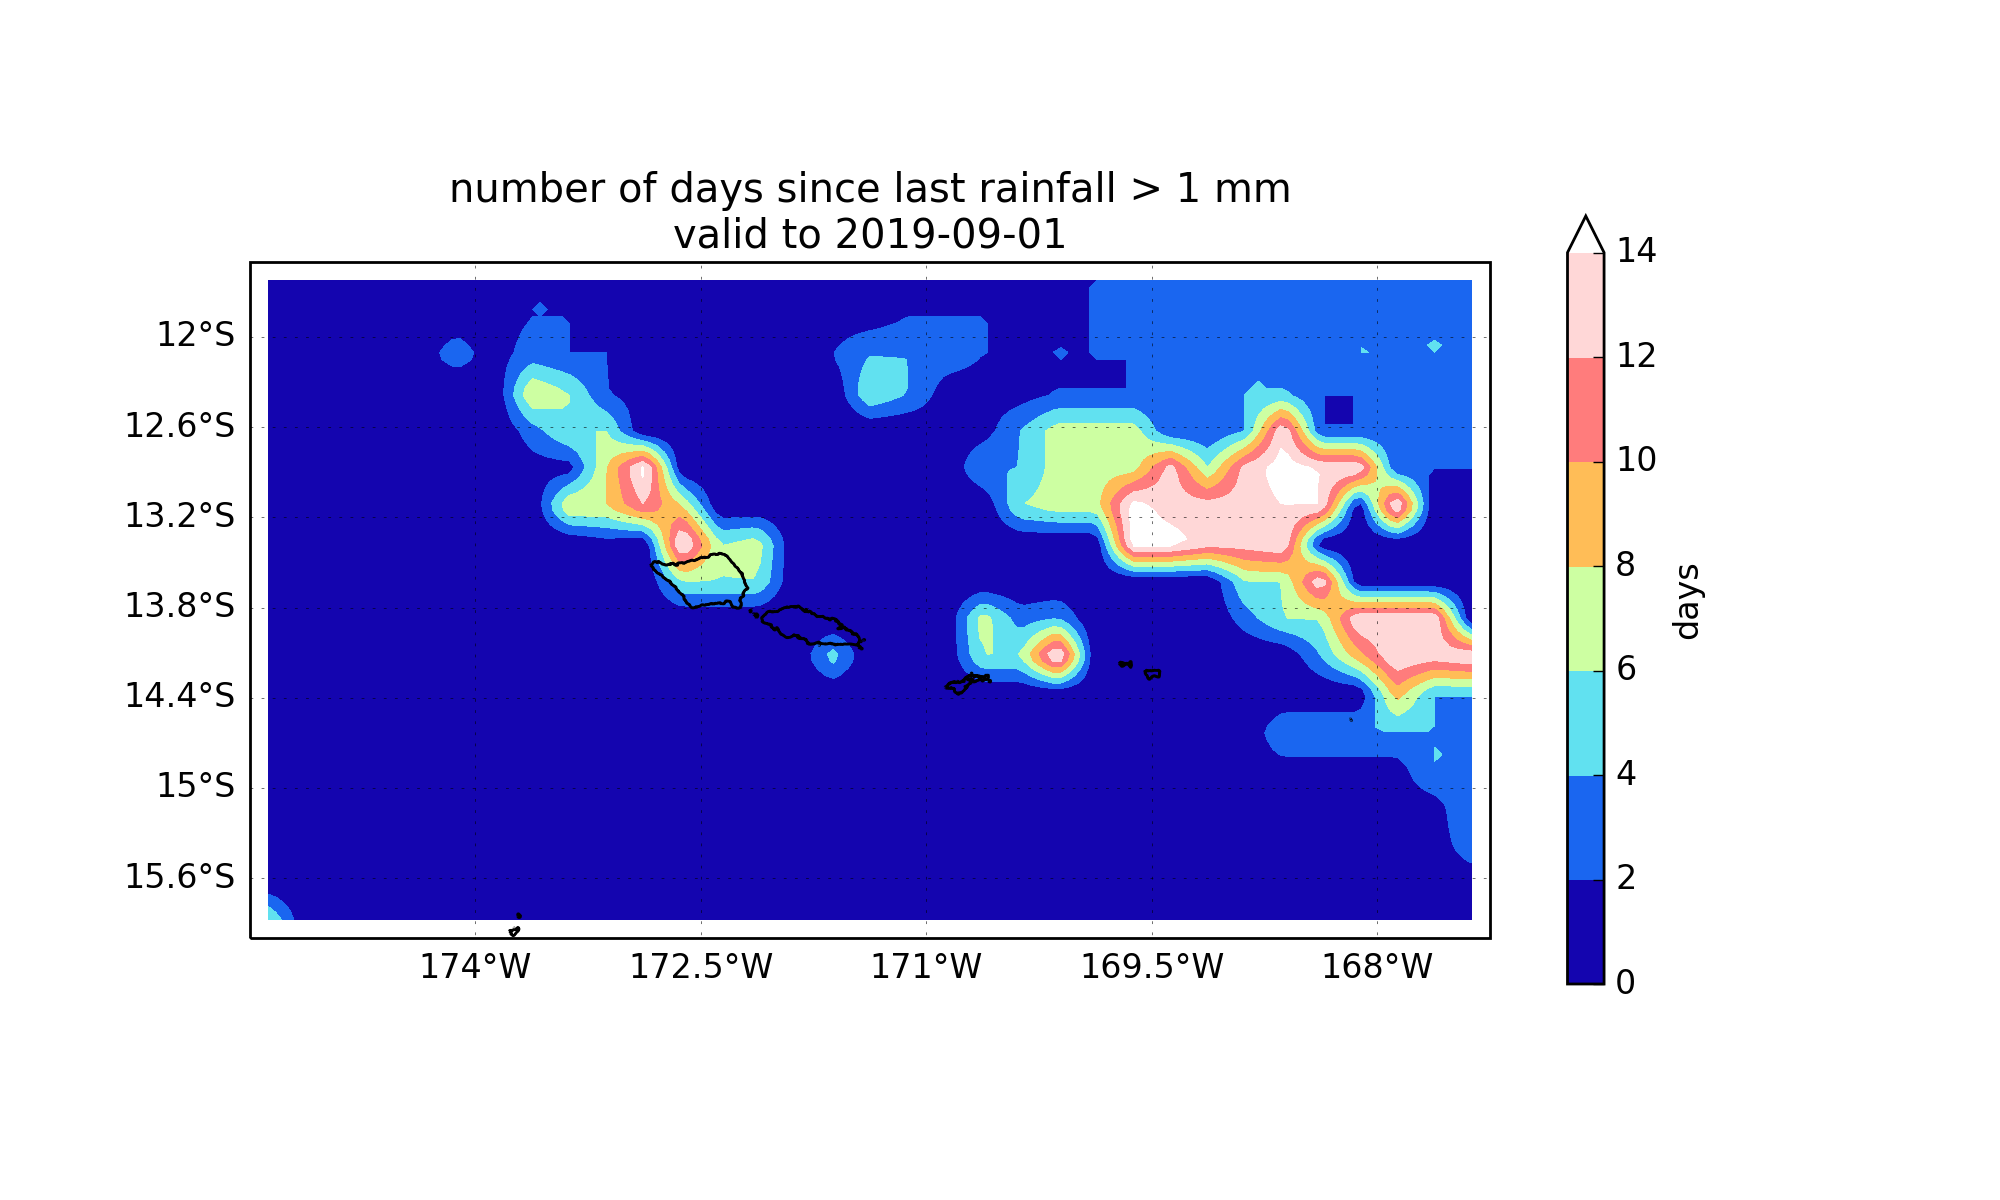 number of days since last rainfall > 1 mm
valid to 2019-09-01
12°S
12.6°S
13.2°S
13.8°S
14.4°S
15°S
15.6°S
174°W
172.5°W
171°W
169.5°W
168°W
14
12
10
8
6
4
2
0
days